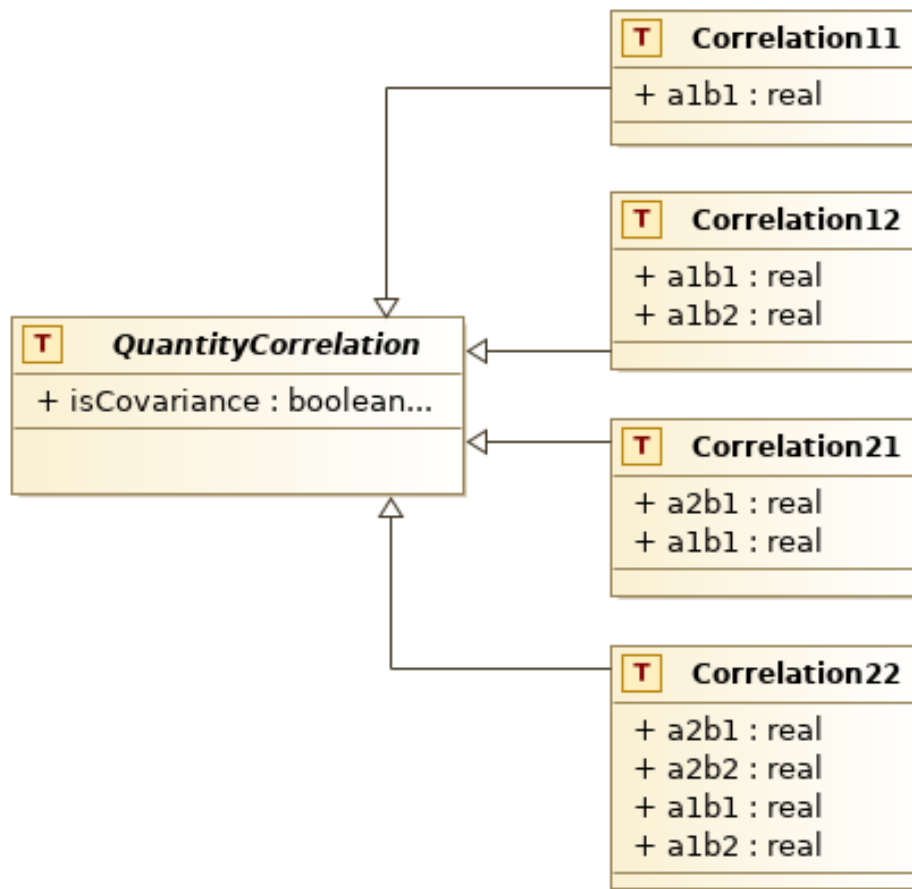 T Correlation11
+ a1b1 : real
T Correlation12
+ a1b1 : real
+ a1b2 : real
T QuantityCorrelation
+ isCovariance : boolean...
T Correlation21
+ a2b1 : real
+ a1b1 : real
T Correlation22
+ a2b1 : real
+ a2b2 : real
+ a1b1 : real
+ a1b2 : real